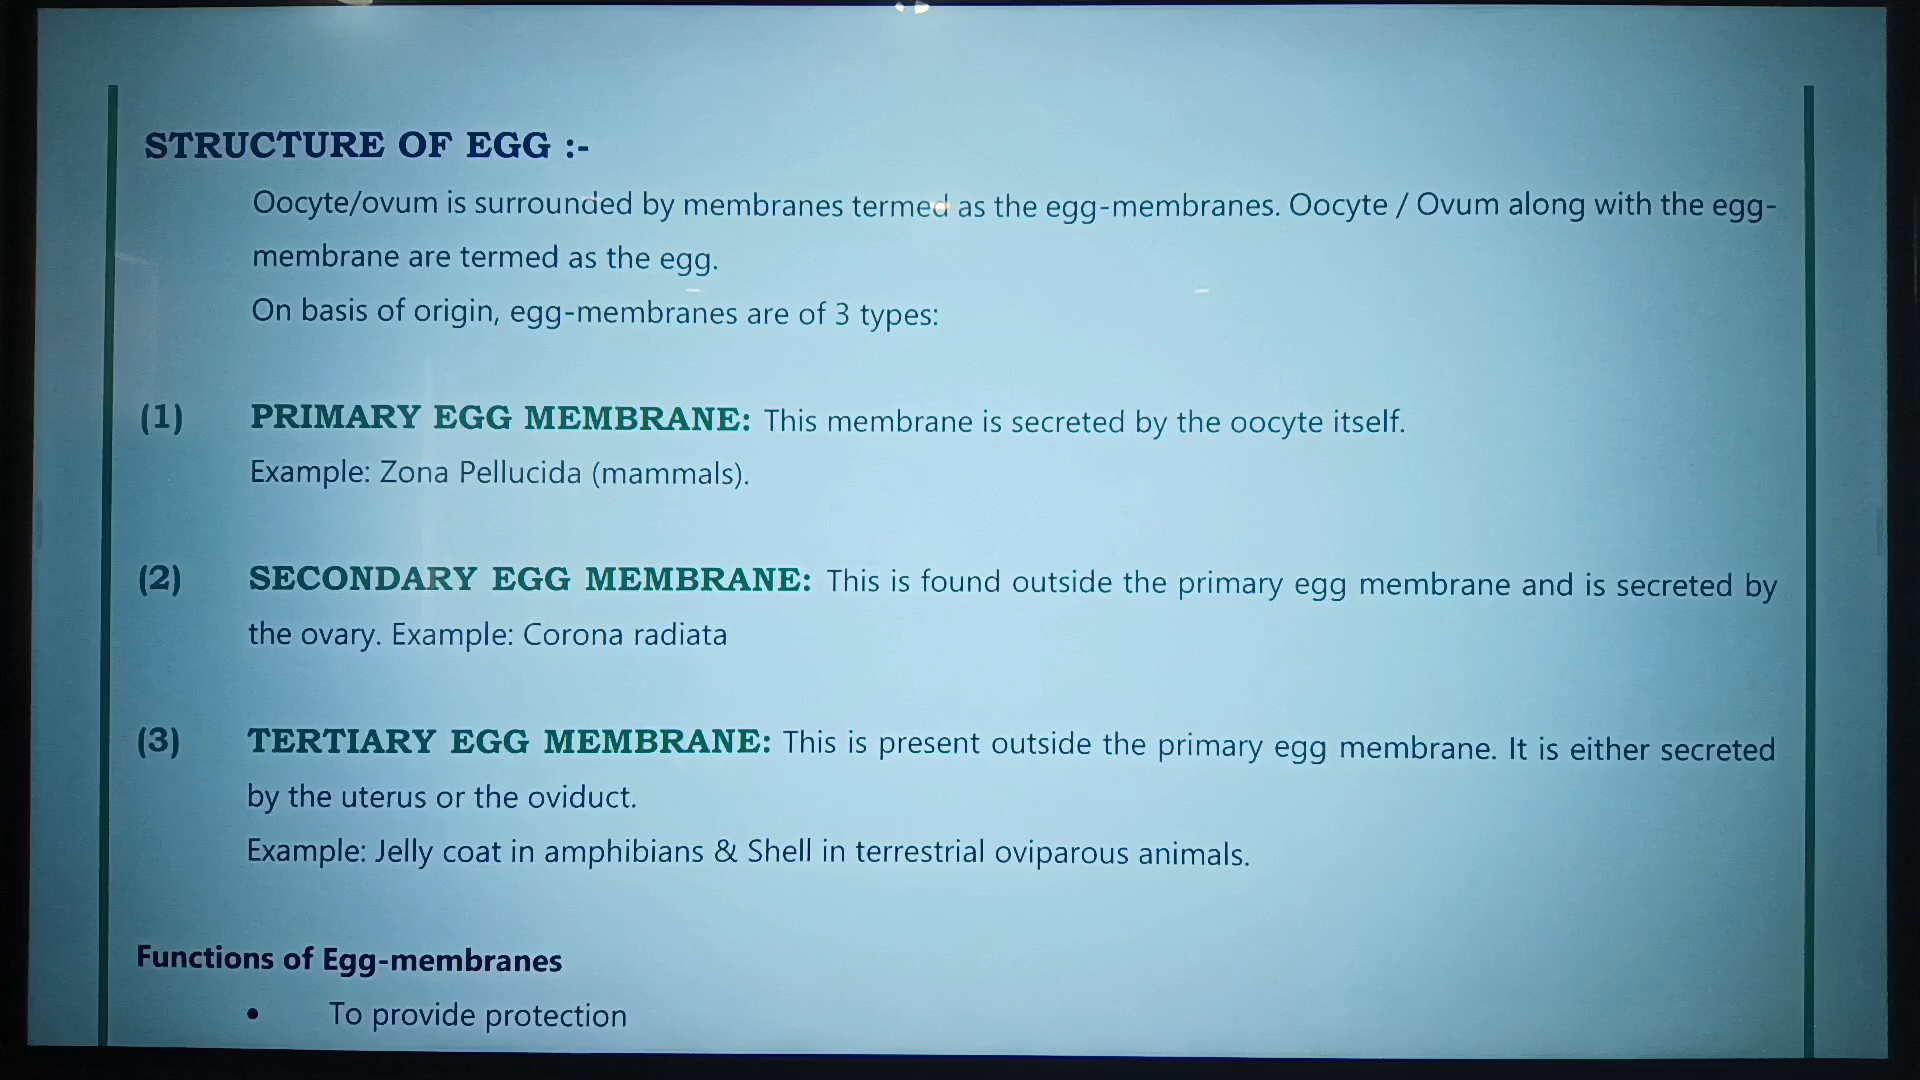 STRUCTURE OF EGG :-
Oocyte/ovum is surrounded by membranes termed as the egg-membranes. Oocyte / Ovum along with the egg-
membrane are termed as the egg.
On basis of origin, egg-membranes are of 3 types:
(1) PRIMARY EGG MEMBRANE: This membrane is secreted by the oocyte itself.
Example: Zona Pellucida (mammals).
(2) SECONDARY EGG MEMBRANE: This is found outside the primary egg membrane and is secreted by
the ovary. Example: Corona radiata
(3) TERTIARY EGG MEMBRANE: This is present outside the primary egg membrane. It is either secreted
by the uterus or the oviduct.
Example: Jelly coat in amphibians & Shell in terrestrial oviparous animals.
Functions of Egg-membranes
• To provide protection